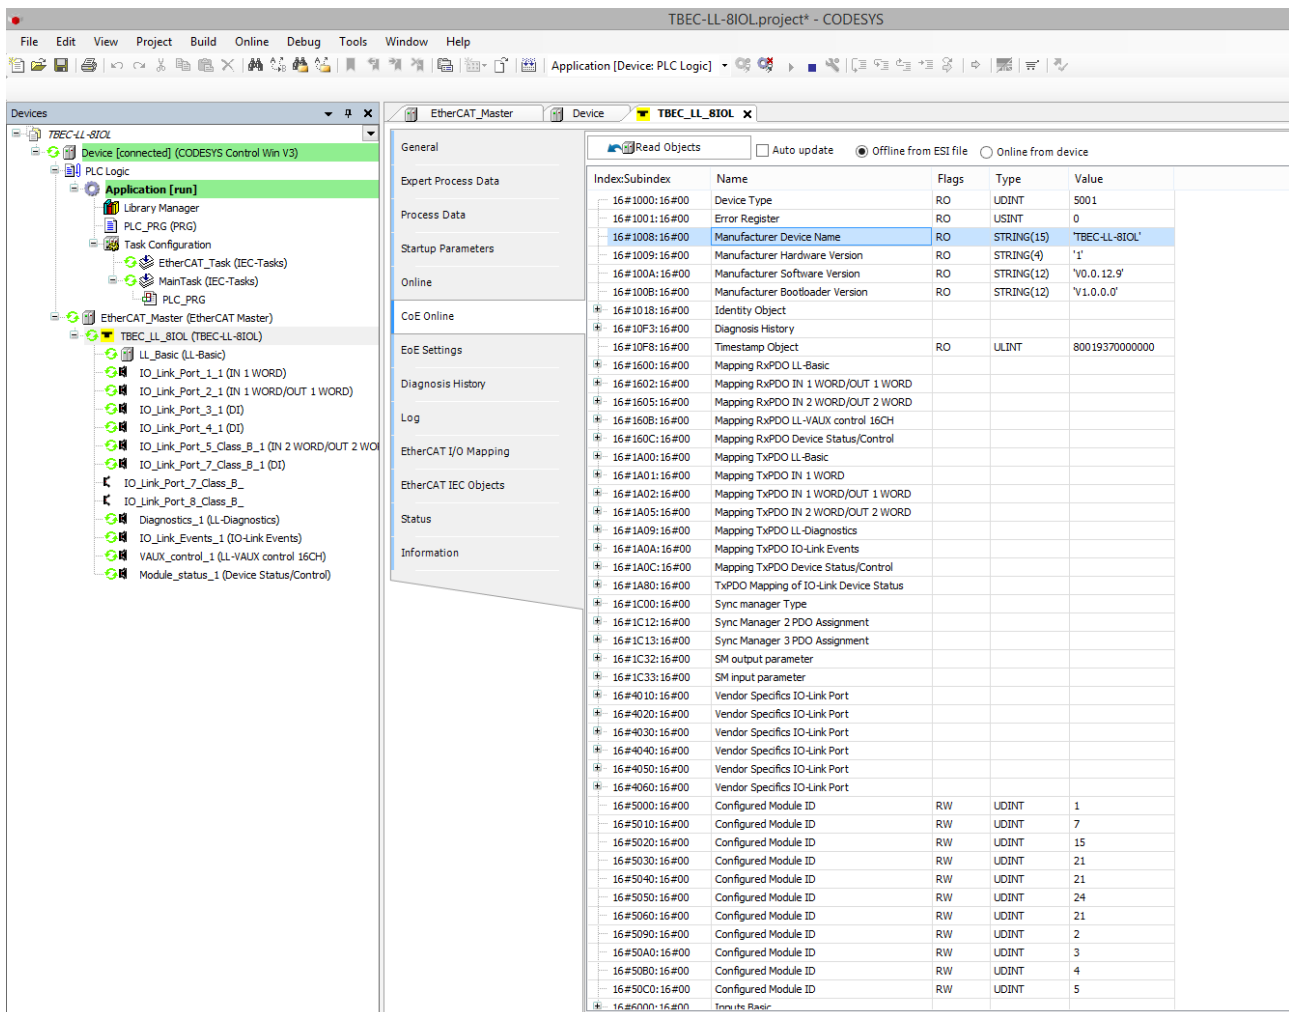 TBEC-LL-8IOL.project* - CODESYS
File Edit View Project Build Online Debug Tools Window Help
Application [Device: PLC Logic]
Devices
EtherCAT_Master Device TBEC_LL_8IOL
TBEC-LL-8IOL
Device [connected] (CODESYS Control Win V3)
PLC Logic
Application [run]
Library Manager
PLC_PRG (PRG)
Task Configuration
EtherCAT_Task (IEC-Tasks)
MainTask (IEC-Tasks)
PLC_PRG
EtherCAT_Master (EtherCAT Master)
TBEC_LL_8IOL (TBEC-LL-8IOL)
LL_Basic (LL-Basic)
IO_Link_Port_1_1 (IN 1 WORD)
IO_Link_Port_2_1 (IN 1 WORD/OUT 1 WORD)
IO_Link_Port_3_1 (DI)
IO_Link_Port_4_1 (DI)
IO_Link_Port_5_Class_B_1 (IN 2 WORD/OUT 2 WO
IO_Link_Port_7_Class_B_1 (DI)
IO_Link_Port_7_Class_B_
IO_Link_Port_8_Class_B_
Diagnostics_1 (LL-Diagnostics)
IO_Link_Events_1 (IO-Link Events)
VAUX_control_1 (LL-VAUX control 16CH)
Module_status_1 (Device Status/Control)
General
Expert Process Data
Process Data
Startup Parameters
Online
CoE Online
EoE Settings
Diagnosis History
Log
EtherCAT I/O Mapping
EtherCAT IEC Objects
Status
Information
Read Objects Auto update Offline from ESI file Online from device
Index:Subindex Name Flags Type Value
16#1000:16#00 Device Type RO UDINT 5001
16#1001:16#00 Error Register RO USINT 0
16#1008:16#00 Manufacturer Device Name RO STRING(15) 'TBEC-LL-8IOL'
16#1009:16#00 Manufacturer Hardware Version RO STRING(4) '1'
16#100A:16#00 Manufacturer Software Version RO STRING(12) 'V0.0.12.9'
16#100B:16#00 Manufacturer Bootloader Version RO STRING(12) 'V1.0.0.0'
16#1018:16#00 Identity Object
16#10F3:16#00 Diagnosis History
16#10F8:16#00 Timestamp Object RO ULINT 80019370000000
16#1600:16#00 Mapping RxPDO LL-Basic
16#1602:16#00 Mapping RxPDO IN 1 WORD/OUT 1 WORD
16#1605:16#00 Mapping RxPDO IN 2 WORD/OUT 2 WORD
16#160B:16#00 Mapping RxPDO LL-VAUX control 16CH
16#160C:16#00 Mapping RxPDO Device Status/Control
16#1A00:16#00 Mapping TxPDO LL-Basic
16#1A01:16#00 Mapping TxPDO IN 1 WORD
16#1A02:16#00 Mapping TxPDO IN 1 WORD/OUT 1 WORD
16#1A05:16#00 Mapping TxPDO IN 2 WORD/OUT 2 WORD
16#1A09:16#00 Mapping TxPDO LL-Diagnostics
16#1A0A:16#00 Mapping TxPDO IO-Link Events
16#1A0C:16#00 Mapping TxPDO Device Status/Control
16#1A80:16#00 TxPDO Mapping of IO-Link Device Status
16#1C00:16#00 Sync manager Type
16#1C12:16#00 Sync Manager 2 PDO Assignment
16#1C13:16#00 Sync Manager 3 PDO Assignment
16#1C32:16#00 SM output parameter
16#1C33:16#00 SM input parameter
16#4010:16#00 Vendor Specifics IO-Link Port
16#4020:16#00 Vendor Specifics IO-Link Port
16#4030:16#00 Vendor Specifics IO-Link Port
16#4040:16#00 Vendor Specifics IO-Link Port
16#4050:16#00 Vendor Specifics IO-Link Port
16#4060:16#00 Vendor Specifics IO-Link Port
16#5000:16#00 Configured Module ID RW UDINT 1
16#5010:16#00 Configured Module ID RW UDINT 7
16#5020:16#00 Configured Module ID RW UDINT 15
16#5030:16#00 Configured Module ID RW UDINT 21
16#5040:16#00 Configured Module ID RW UDINT 21
16#5050:16#00 Configured Module ID RW UDINT 24
16#5060:16#00 Configured Module ID RW UDINT 21
16#5090:16#00 Configured Module ID RW UDINT 2
16#50A0:16#00 Configured Module ID RW UDINT 3
16#50B0:16#00 Configured Module ID RW UDINT 4
16#50C0:16#00 Configured Module ID RW UDINT 5
16#6000:16#00 Inputs Basic